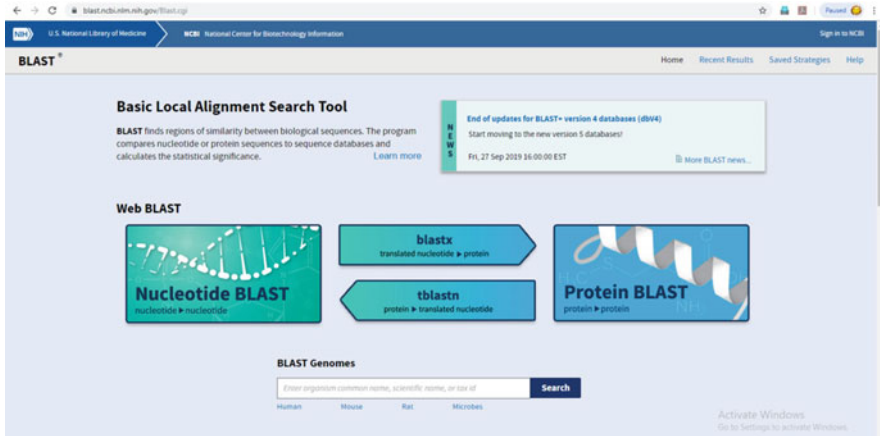 blast.ncbi.nlm.nih.gov/Blast.cgi
Paused
NIH
U.S. National Library of Medicine
NCBI National Center for Biotechnology Information
Sign in to NCBI
BLAST ®
Home Recent Results Saved Strategies Help
Basic Local Alignment Search Tool
BLAST finds regions of similarity between biological sequences. The program
compares nucleotide or protein sequences to sequence databases and
calculates the statistical significance.
Learn more
NEWS
End of updates for BLAST+ version 4 databases (dbV4)
Start moving to the new version 5 databases!
Fri, 27 Sep 2019 16:00:00 EST
More BLAST news...
Web BLAST
Nucleotide BLAST
nucleotide ▶ nucleotide
blastx
translated nucleotide ▶ protein
tblastn
protein ▶ translated nucleotide
Protein BLAST
protein ▶ protein
BLAST Genomes
Enter organism common name, scientific name, or tax id
Search
Human Mouse Rat Microbes
Activate Windows
Go to Settings to activate Windows.